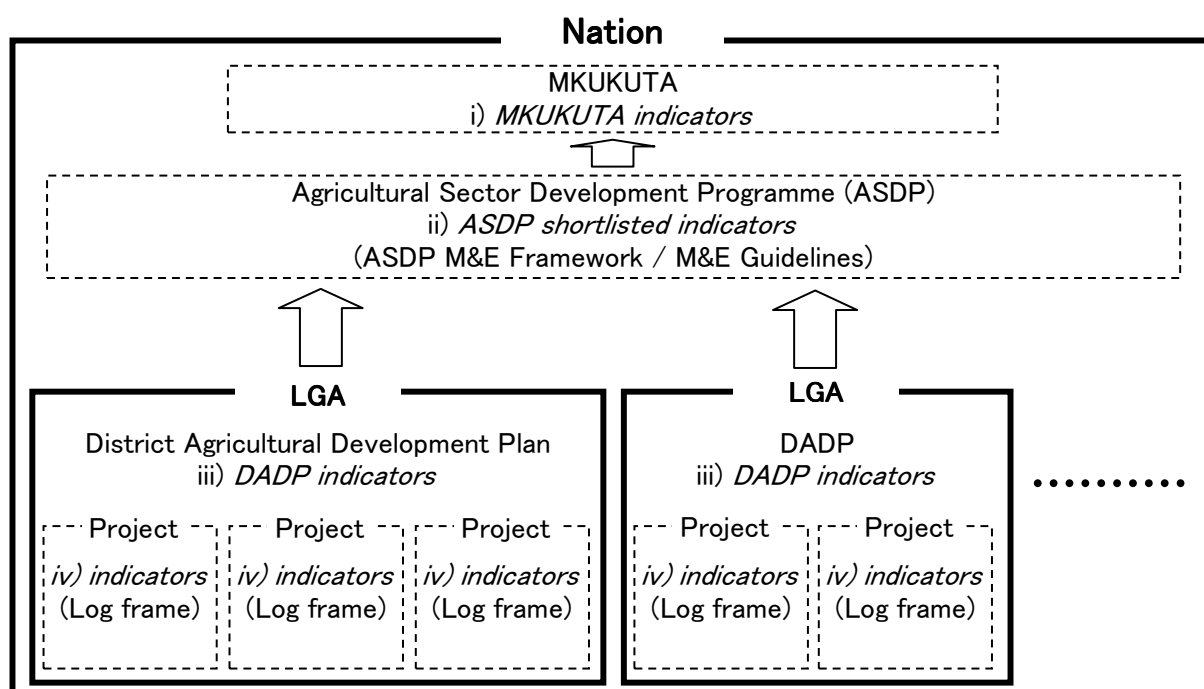 Nation
MKUKUTA
i) MKUKUTA indicators
Agricultural Sector Development Programme (ASDP)
ii) ASDP shortlisted indicators
(ASDP M&E Framework / M&E Guidelines)
LGA
District Agricultural Development Plan
iii) DADP indicators
Project
iv) indicators
(Log frame)
Project
iv) indicators
(Log frame)
Project
iv) indicators
(Log frame)
LGA
DADP
iii) DADP indicators
Project
iv) indicators
(Log frame)
Project
iv) indicators
(Log frame)
..........